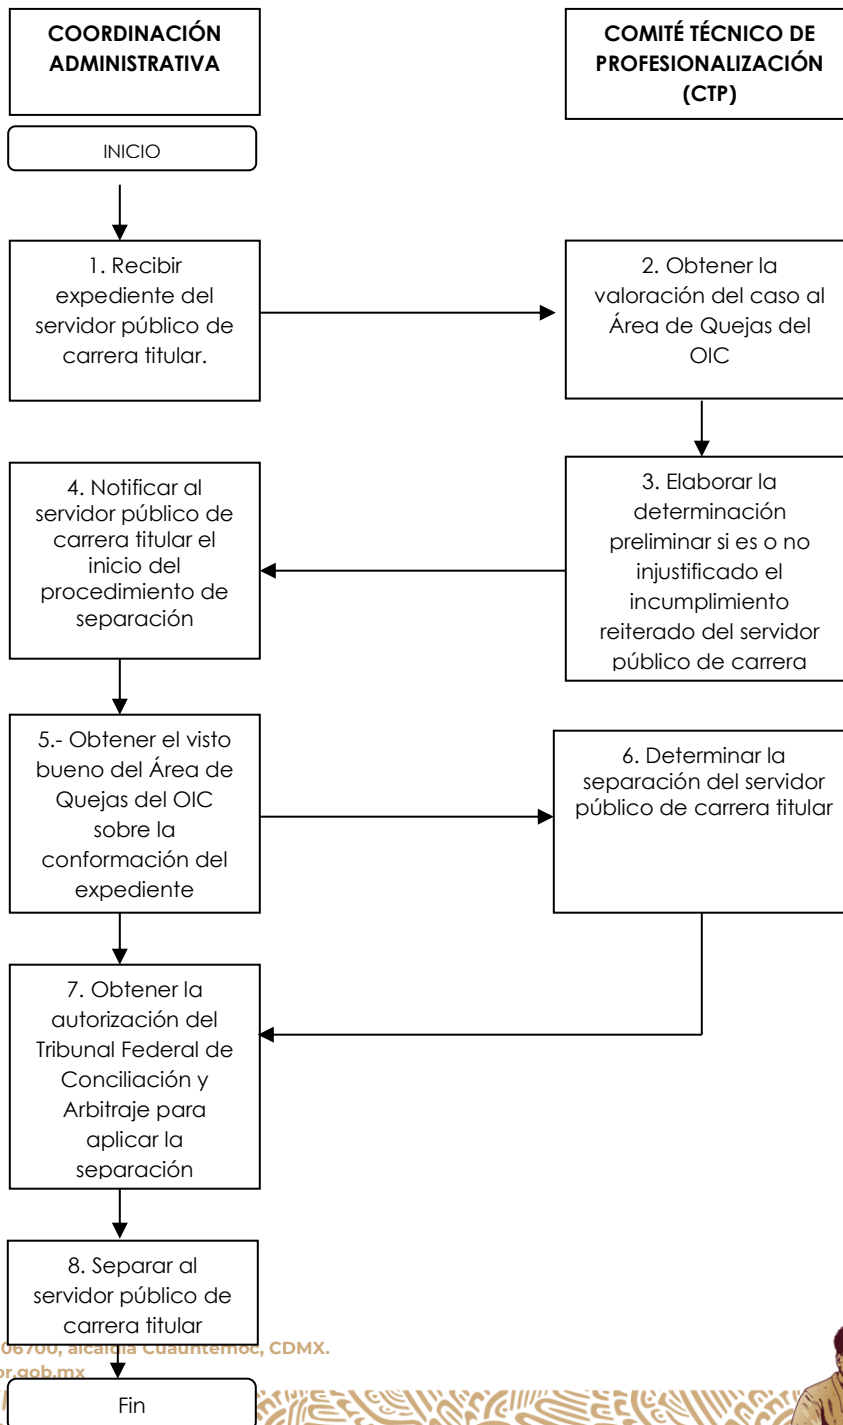 COORDINACIÓN
ADMINISTRATIVA
COMITÉ TÉCNICO DE
PROFESIONALIZACIÓN
(CTP)
INICIO
1. Recibir
expediente del
servidor público de
carrera titular.
2. Obtener la
valoración del caso al
Área de Quejas del
OIC
3. Elaborar la
determinación
preliminar si es o no
injustificado el
incumplimiento
reiterado del servidor
público de carrera
4. Notificar al
servidor público de
carrera titular el
inicio del
procedimiento de
separación
5.- Obtener el visto
bueno del Área de
Quejas del OIC
sobre la
conformación del
expediente
6. Determinar la
separación del servidor
público de carrera titular
7. Obtener la
autorización del
Tribunal Federal de
Conciliación y
Arbitraje para
aplicar la
separación
8. Separar al
servidor público de
carrera titular
06700, alcaldía Cuauhtémoc, CDMX.
or.gob.mx
Fin